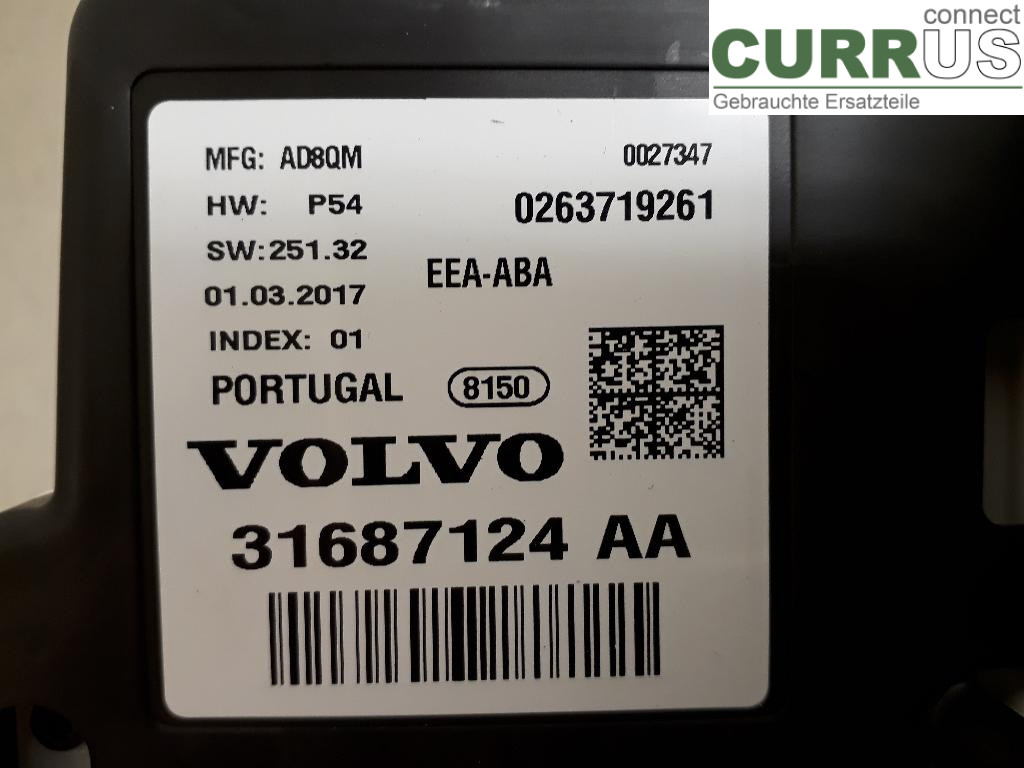 connect
CURRUS
Gebrauchte Ersatzteile
MFG: AD8QM 0027347
HW: P54 0263719261
SW:251.32
EEA-ABA
01.03.2017
INDEX: 01
PORTUGAL 8150
VOLVO
31687124 AA